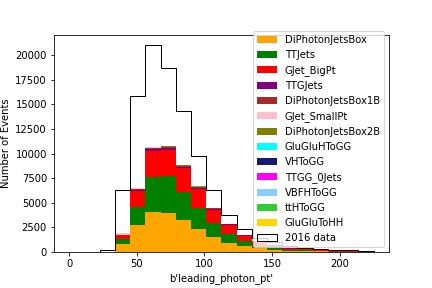 DiPhotonJetsBox
TTJets
GJet_BigPt
TTGJets
DiPhotonJetsBox1B
GJet_SmallPt
DiPhotonJetsBox2B
GluGluHToGG
VHToGG
TTGG_0Jets
VBFHToGG
ttHToGG
GluGluToHH
2016 data
20000
17500
15000
12500
10000
7500
5000
2500
0
Number of Events
0 50 100 150 200
b'leading_photon_pt'